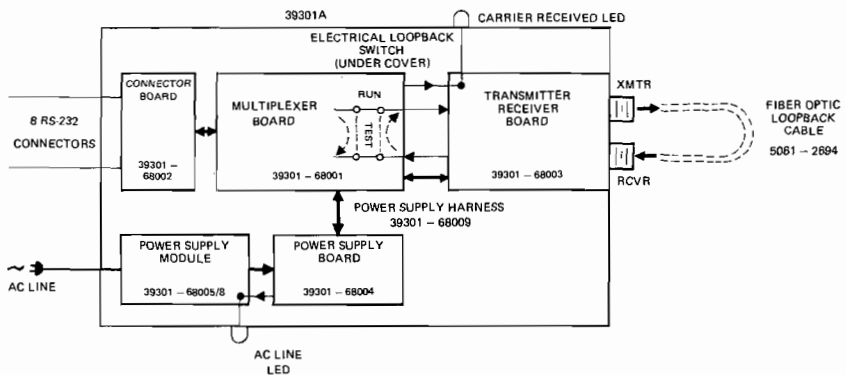 39301A
CARRIER RECEIVED LED
ELECTRICAL LOOPBACK
SWITCH
(UNDER COVER)
CONNECTOR
BOARD
39301 –
68002
8 RS-232
CONNECTORS
MULTIPLEXER
BOARD
RUN
TEST
39301 – 68001
TRANSMITTER
RECEIVER
BOARD
39301 – 68003
XMTR
RCVR
FIBER OPTIC
LOOPBACK
CABLE
5061 – 2694
POWER SUPPLY HARNESS
39301 – 68009
POWER SUPPLY
MODULE
39301 – 68005/8
POWER SUPPLY
BOARD
39301 – 68004
AC LINE
AC LINE
LED